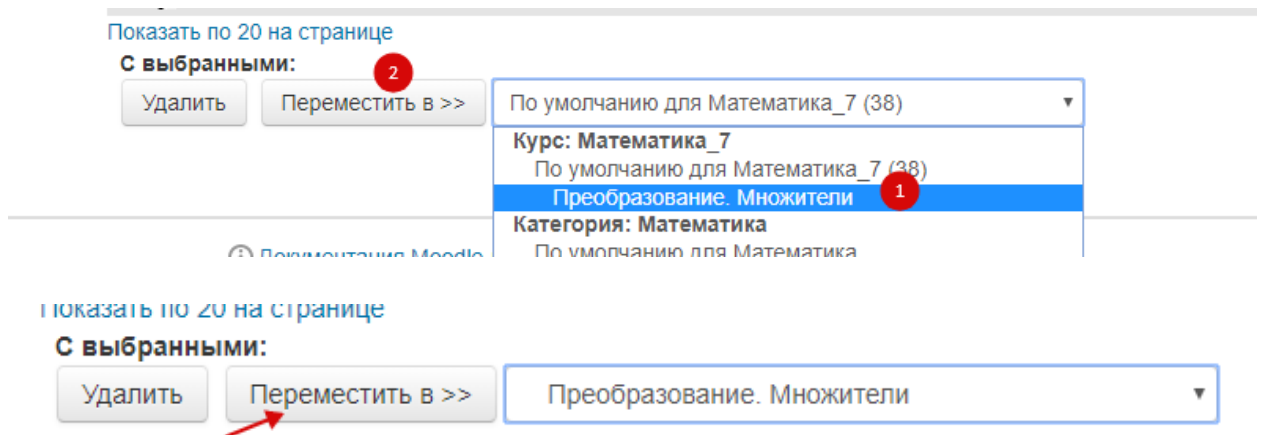 Показать по 20 на странице
С выбранными:
2
Удалить Переместить в >> По умолчанию для Математика_7 (38)
Курс: Математика_7
По умолчанию для Математика_7 (38)
Преобразование. Множители 1
Категория: Математика
По умолчанию для Математика
Документация Moodle
Показать по 20 на странице
С выбранными:
Удалить Переместить в >> Преобразование. Множители